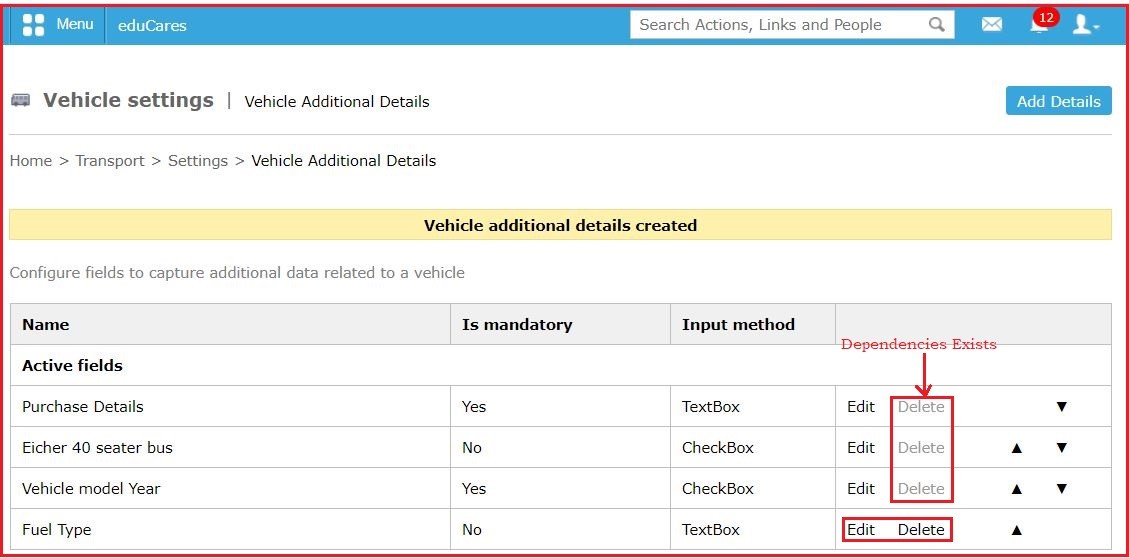 Menu eduCares Search Actions, Links and People 12
Vehicle settings | Vehicle Additional Details Add Details
Home > Transport > Settings > Vehicle Additional Details
Vehicle additional details created
Configure fields to capture additional data related to a vehicle
Name Is mandatory Input method
Dependencies Exists
Active fields
Purchase Details Yes TextBox Edit Delete ▼
Eicher 40 seater bus No CheckBox Edit Delete ▲ ▼
Vehicle model Year Yes CheckBox Edit Delete ▲ ▼
Fuel Type No TextBox Edit Delete ▲